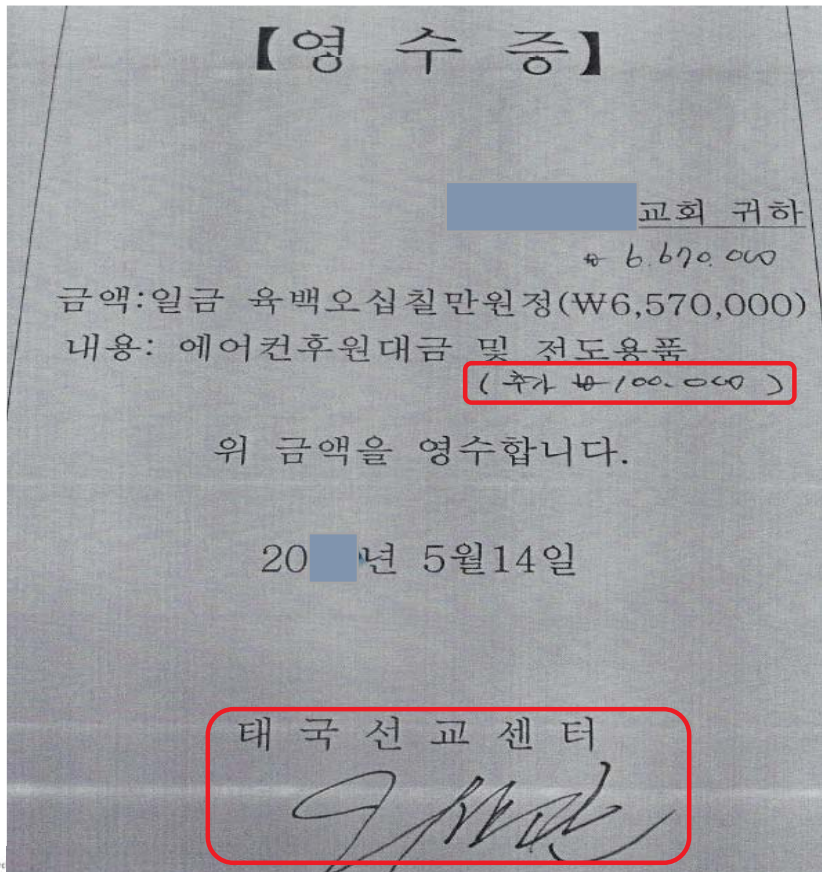 【영 수 증】
교회 귀하
₩ 6.670.000
금액:일금 육백오십칠만원정(₩6,570,000)
내용: 에어컨후원대금 및 전도용품
(추가 ₩100.000)
위 금액을 영수합니다.
20 년 5월14일
태 국 선 교 센 터